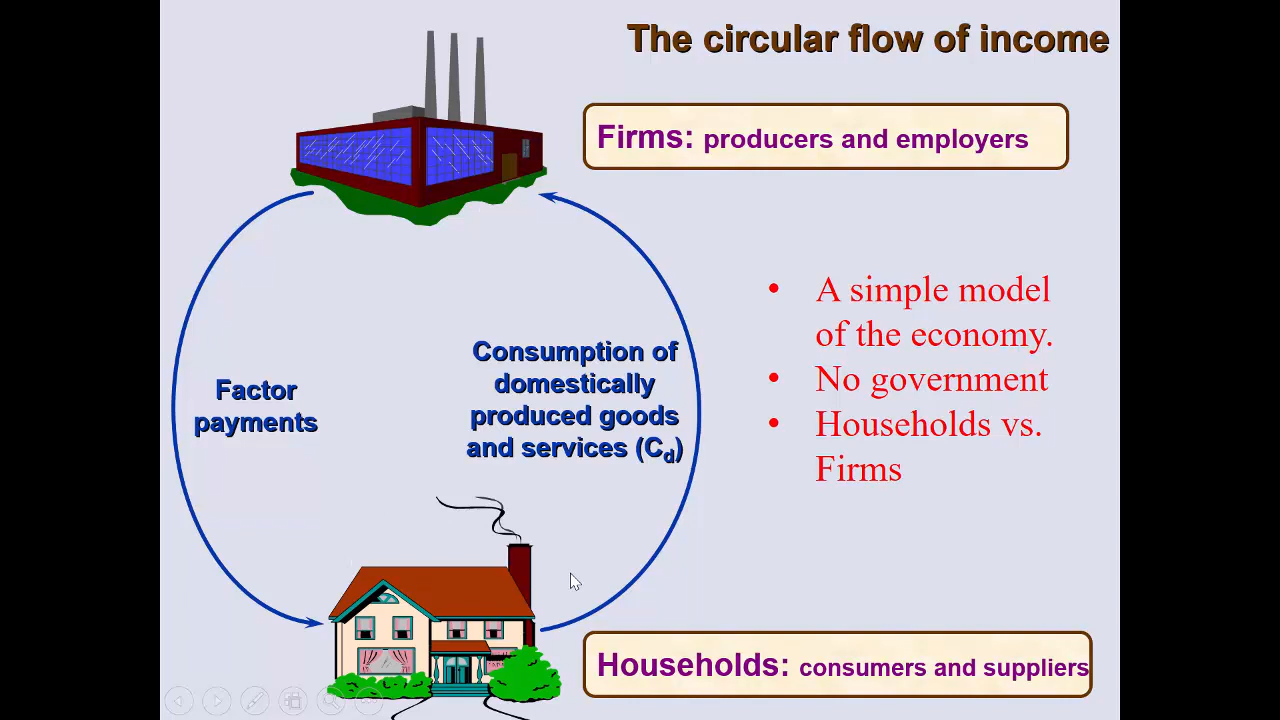 The circular flow of income
Firms: producers and employers
Factor
payments
Consumption of
domestically
produced goods
and services (Cd)
• A simple model
of the economy.
• No government
• Households vs.
Firms
Households: consumers and suppliers